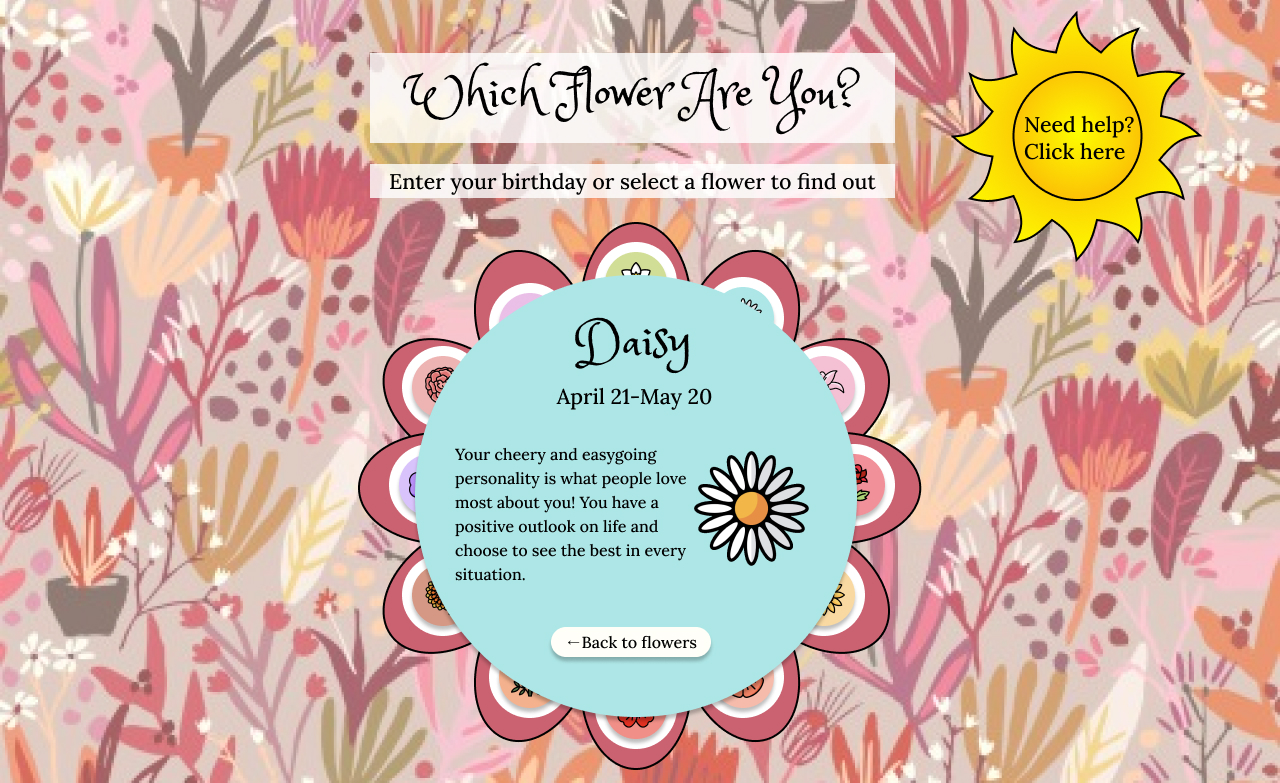 Which Flower Are You?
Need help?
Click here
Enter your birthday or select a flower to find out
Daisy
April 21-May 20
Your cheery and easygoing
personality is what people love
most about you! You have a
positive outlook on life and
choose to see the best in every
situation.
←Back to flowers